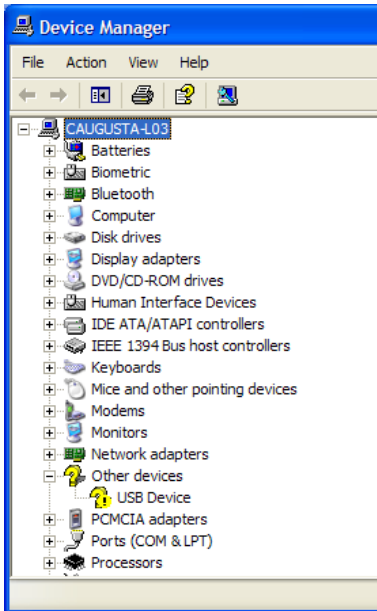 Device Manager
File Action View Help
CAUGUSTA-L03
Batteries
Biometric
Bluetooth
Computer
Disk drives
Display adapters
DVD/CD-ROM drives
Human Interface Devices
IDE ATA/ATAPI controllers
IEEE 1394 Bus host controllers
Keyboards
Mice and other pointing devices
Modems
Monitors
Network adapters
Other devices
USB Device
PCMCIA adapters
Ports (COM & LPT)
Processors